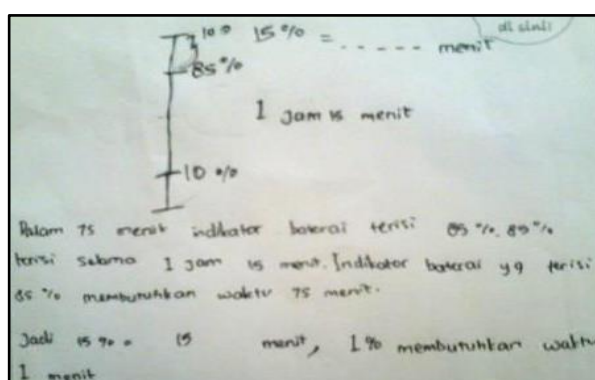 di sini:
100 15% = . - - - - - menit
85%
1 Jam 15 menit
10 %
Dalam 75 menit indikator baterai terisi 85%. 85%
terisi selama 1 Jam 15 menit. Indikator baterai yg terisi
85% membutuhkan waktu 75 menit.
Jadi 15% = 15 menit, 1% membutuhkan waktu
1 menit